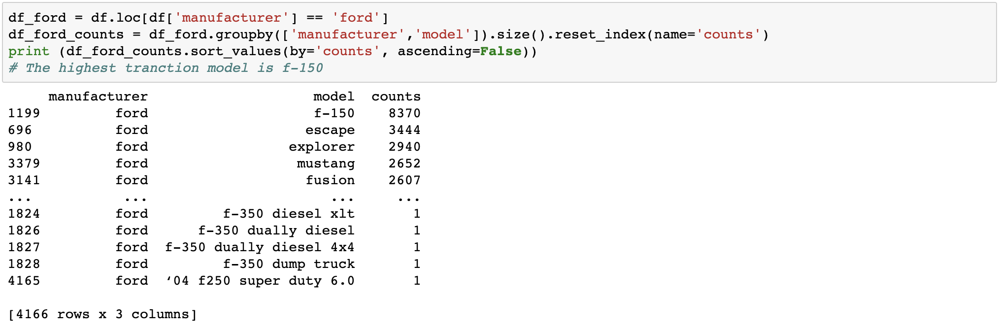 df_ford = df.loc[df['manufacturer'] == 'ford']
df_ford_counts = df_ford.groupby(['manufacturer','model']).size().reset_index(name='counts')
print (df_ford_counts.sort_values(by='counts', ascending=False))
# The highest tranction model is f-150
manufacturer model counts
1199 ford f-150 8370
696 ford escape 3444
980 ford explorer 2940
3379 ford mustang 2652
3141 ford fusion 2607
... ... ... ...
1824 ford f-350 diesel xlt 1
1826 ford f-350 dually diesel 1
1827 ford f-350 dually diesel 4x4 1
1828 ford f-350 dump truck 1
4165 ford ‘04 f250 super duty 6.0 1
[4166 rows x 3 columns]